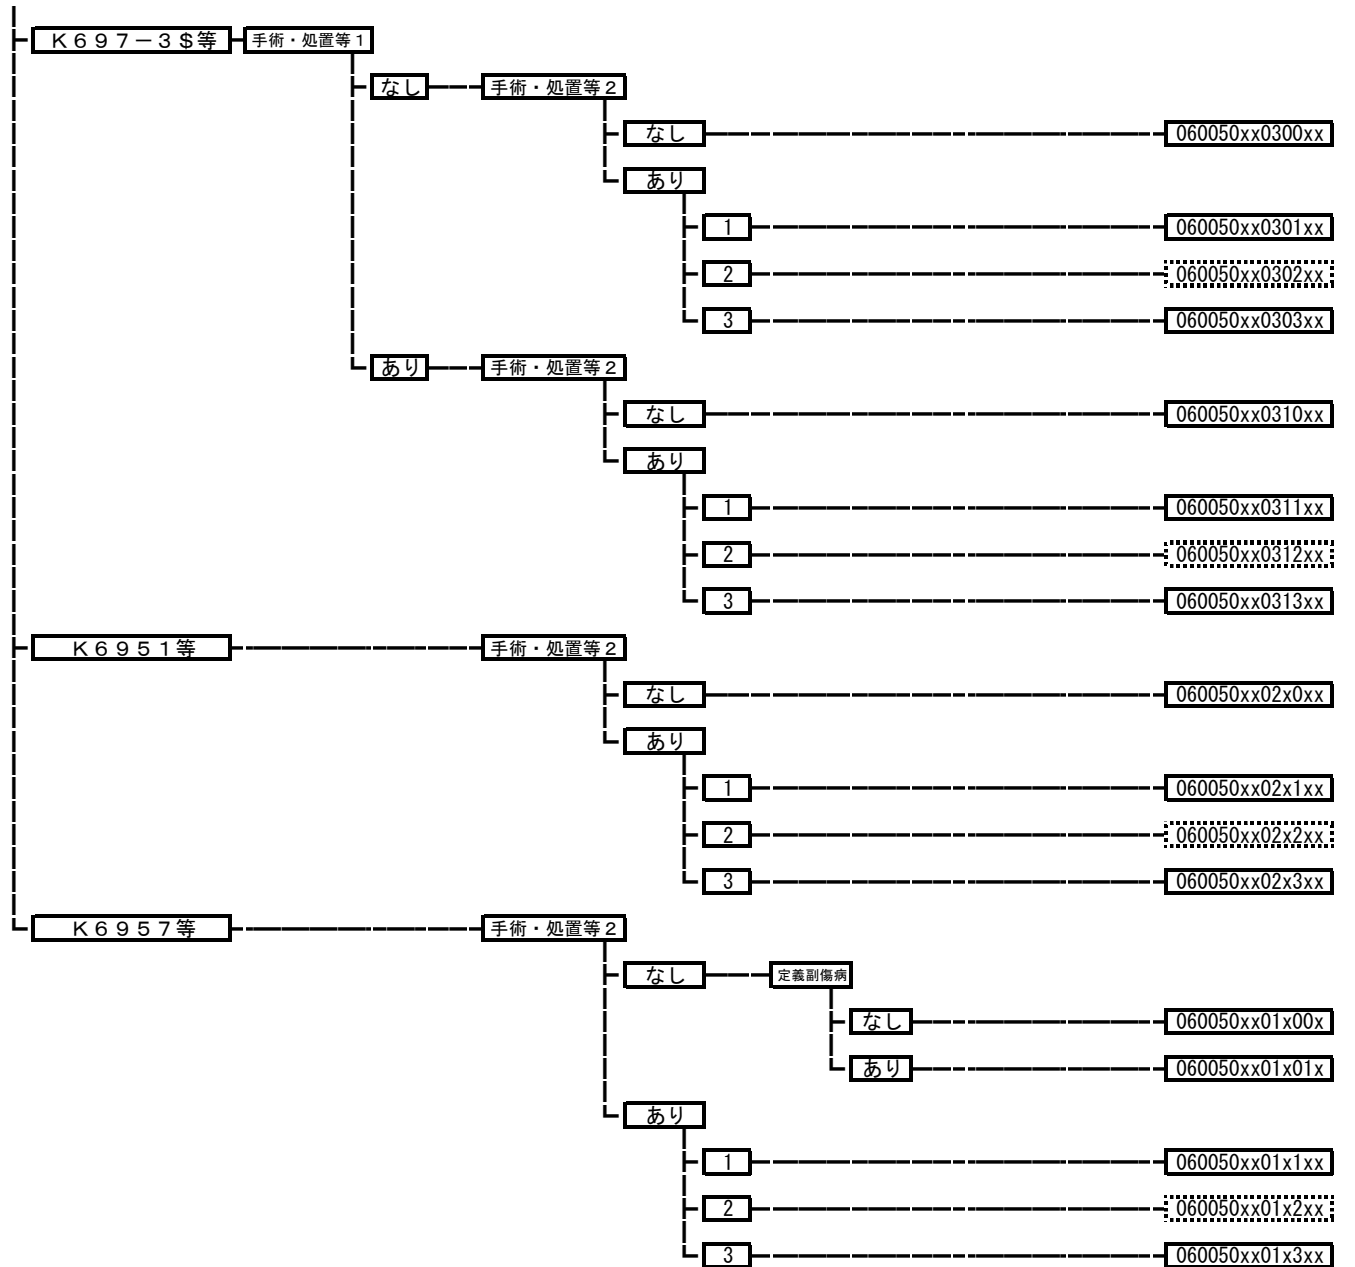 K697-3$等 手術・処置等1
なし 手術・処置等2
なし 060050xx0300xx
あり
1 060050xx0301xx
2 060050xx0302xx
3 060050xx0303xx
あり 手術・処置等2
なし 060050xx0310xx
あり
1 060050xx0311xx
2 060050xx0312xx
3 060050xx0313xx
K6951等 手術・処置等2
なし 060050xx02x0xx
あり
1 060050xx02x1xx
2 060050xx02x2xx
3 060050xx02x3xx
K6957等 手術・処置等2
なし 定義副傷病
なし 060050xx01x00x
あり 060050xx01x01x
あり
1 060050xx01x1xx
2 060050xx01x2xx
3 060050xx01x3xx